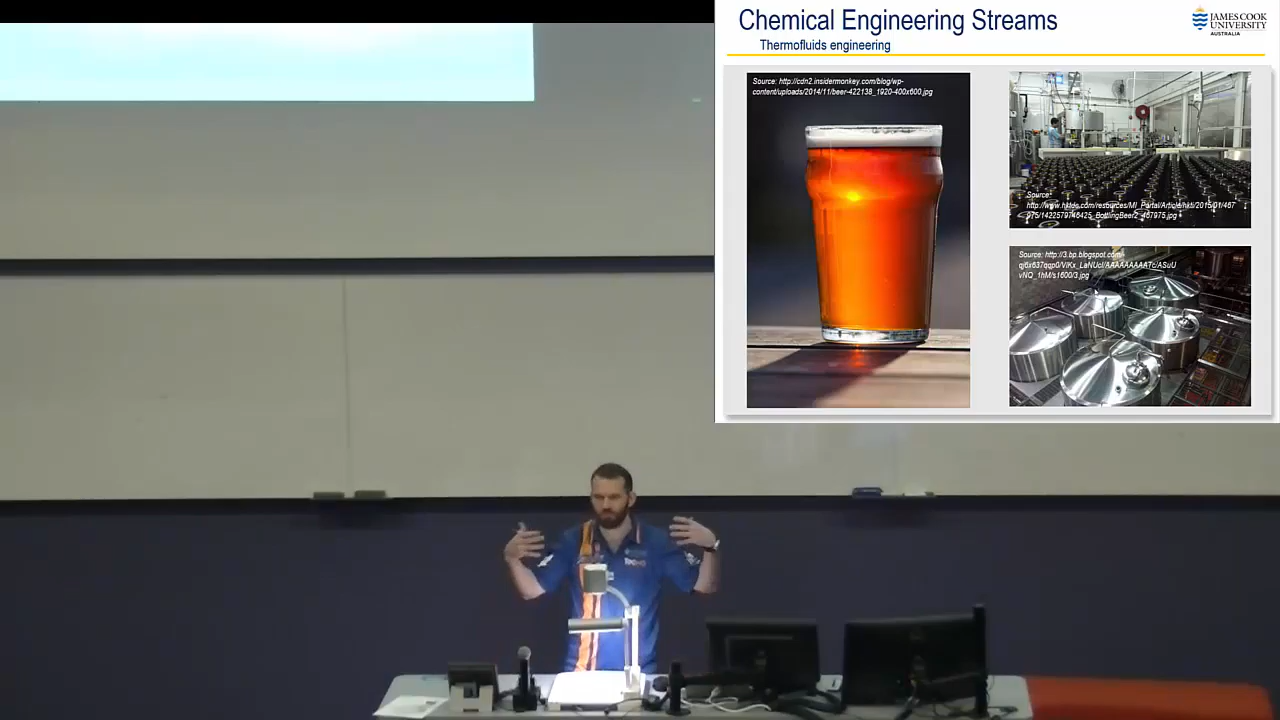 Chemical Engineering Streams
Thermofluids engineering
JAMES COOK
UNIVERSITY
AUSTRALIA
Source: http://cdn2.insidermonkey.com/blog/wp-
content/uploads/2014/11/beer-422138_1920-400x600.jpg
Source:
Source: http://3.bp.blogspot.com/-